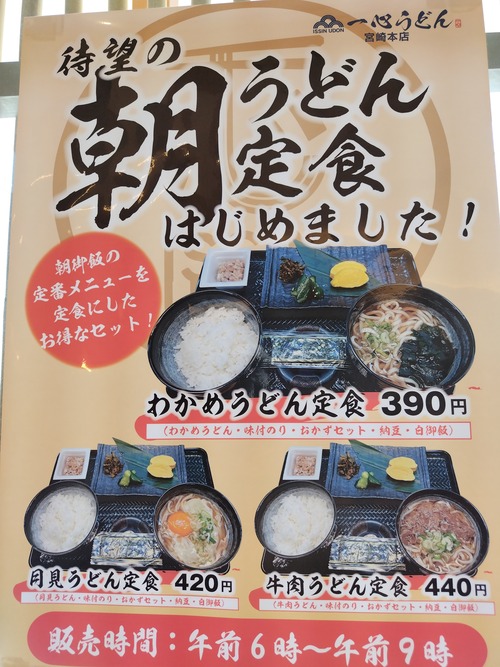 ISSIN UDON
一心うどん
宮崎本店
待望の
朝うどん
定食
はじめました!
朝御飯の
定番メニューを
定食にした
お得なセット!
わかめうどん定食 390円
(わかめうどん・味付のり・おかずセット・納豆・白御飯)
月見うどん定食 420円
(月見うどん・味付のり・おかずセット・納豆・白御飯)
牛肉うどん定食 440円
(牛肉うどん・味付のり・おかずセット・納豆・白御飯)
販売時間:午前6時〜午前9時